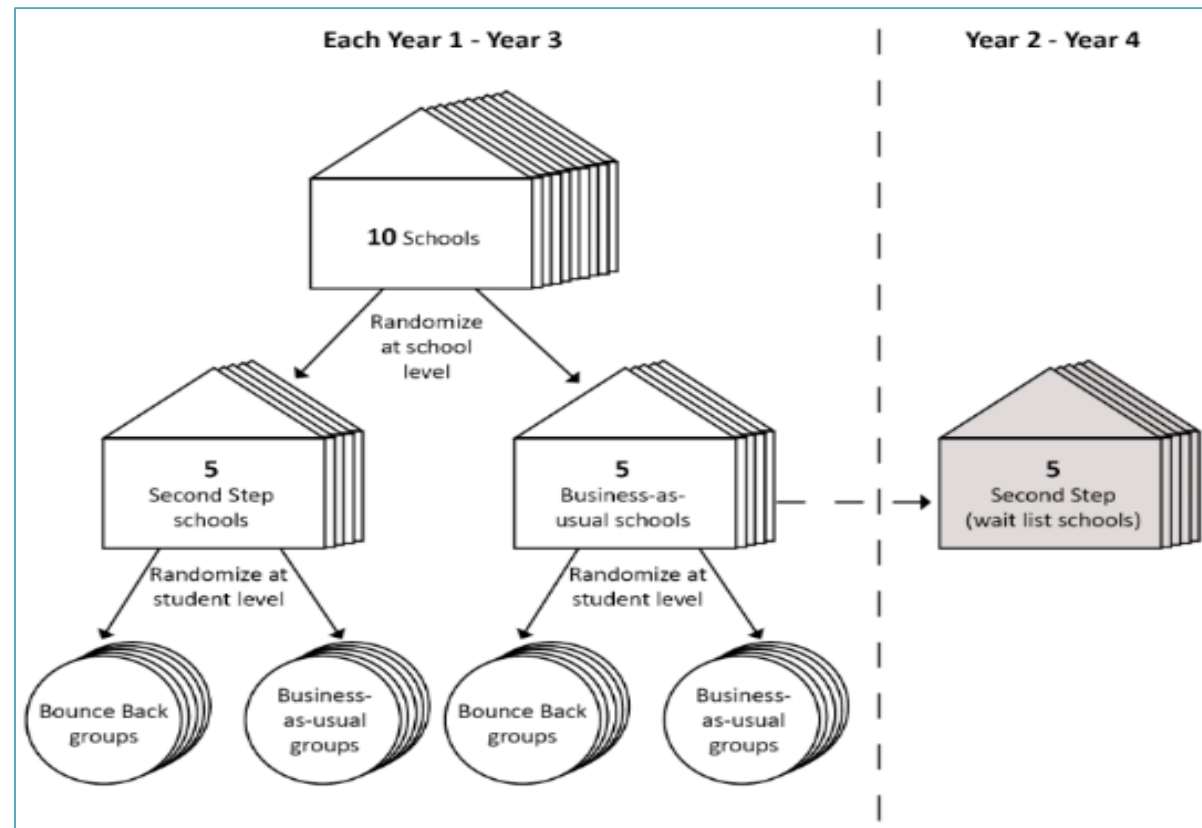 Each Year 1 - Year 3
Year 2 - Year 4
10 Schools
Randomize
at school
level
5
Second Step
schools
5
Business-as-
usual schools
5
Second Step
(wait list schools)
Randomize at
student level
Randomize at
student level
Bounce Back
groups
Business-
as-usual
groups
Bounce Back
groups
Business-
as-usual
groups